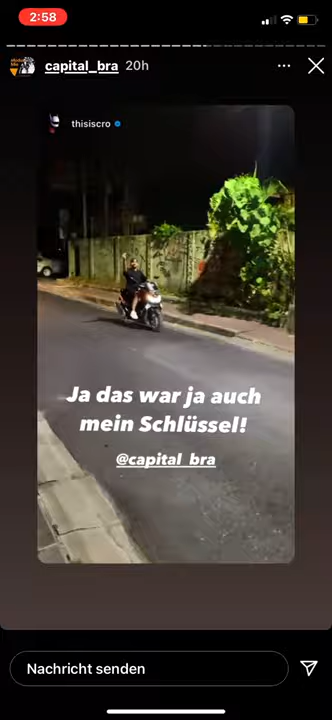 2:58
capital_bra 20h
thisiscro
Ja das war ja auch
mein Schlüssel!
@capital_bra
Nachricht senden